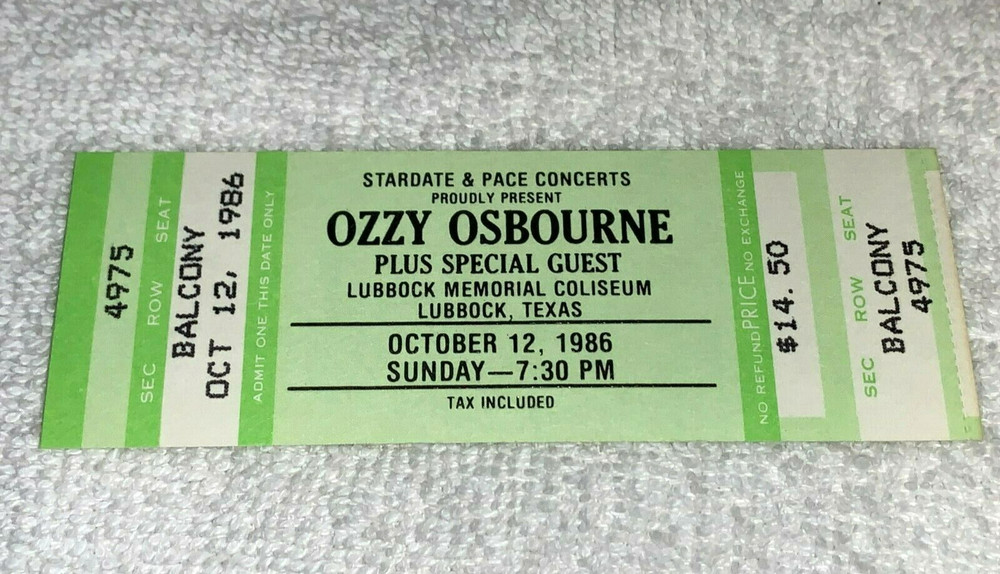 4975
SEC ROW SEAT
BALCONY
OCT 12, 1986
ADMIT ONE THIS DATE ONLY
STARDATE & PACE CONCERTS
PROUDLY PRESENT
OZZY OSBOURNE
PLUS SPECIAL GUEST
LUBBOCK MEMORIAL COLISEUM
LUBBOCK, TEXAS
OCTOBER 12, 1986
SUNDAY—7:30 PM
TAX INCLUDED
NO REFUND PRICE NO EXCHANGE
$14.50
SEC ROW SEAT
BALCONY
4975